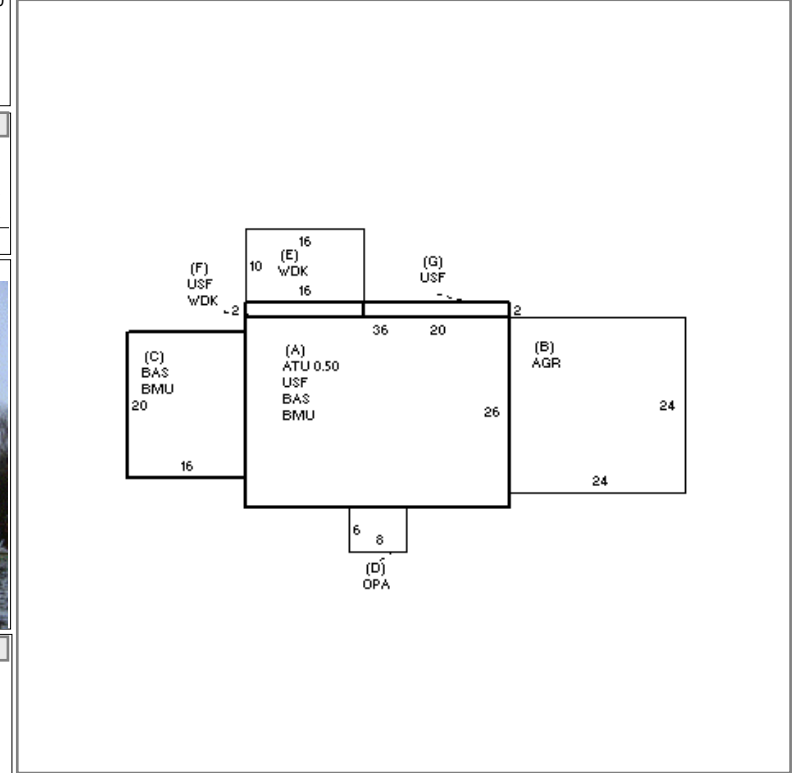 16
10
(E)
WDK
16
(F)
USF
WDK
2
(G)
USF
2
36
20
(A)
ATU 0.50
USF
BAS
BMU
26
(B)
AGR
24
24
(C)
BAS
BMU
20
16
6
8
(D)
OPA